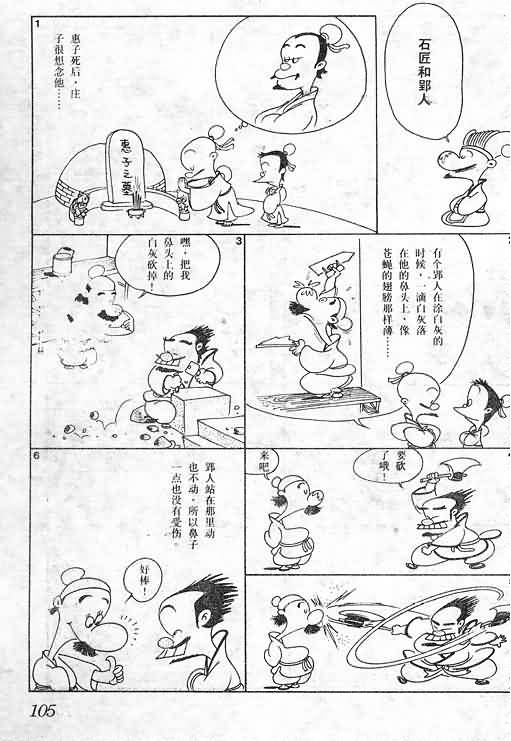 石匠和郢人
1
惠子死后，庄
子很想念他……
惠子之墓
2
有个郢人在涂白灰的
时候，一滴白灰落
在他的鼻头上，像
苍蝇的翅膀那样薄……
3
嘿，把我
鼻头上的
白灰砍掉！
4
要砍
了哦！
来吧
6
郢人站在那里动
也不动，所以鼻子
一点也没有受伤。
好棒！
105